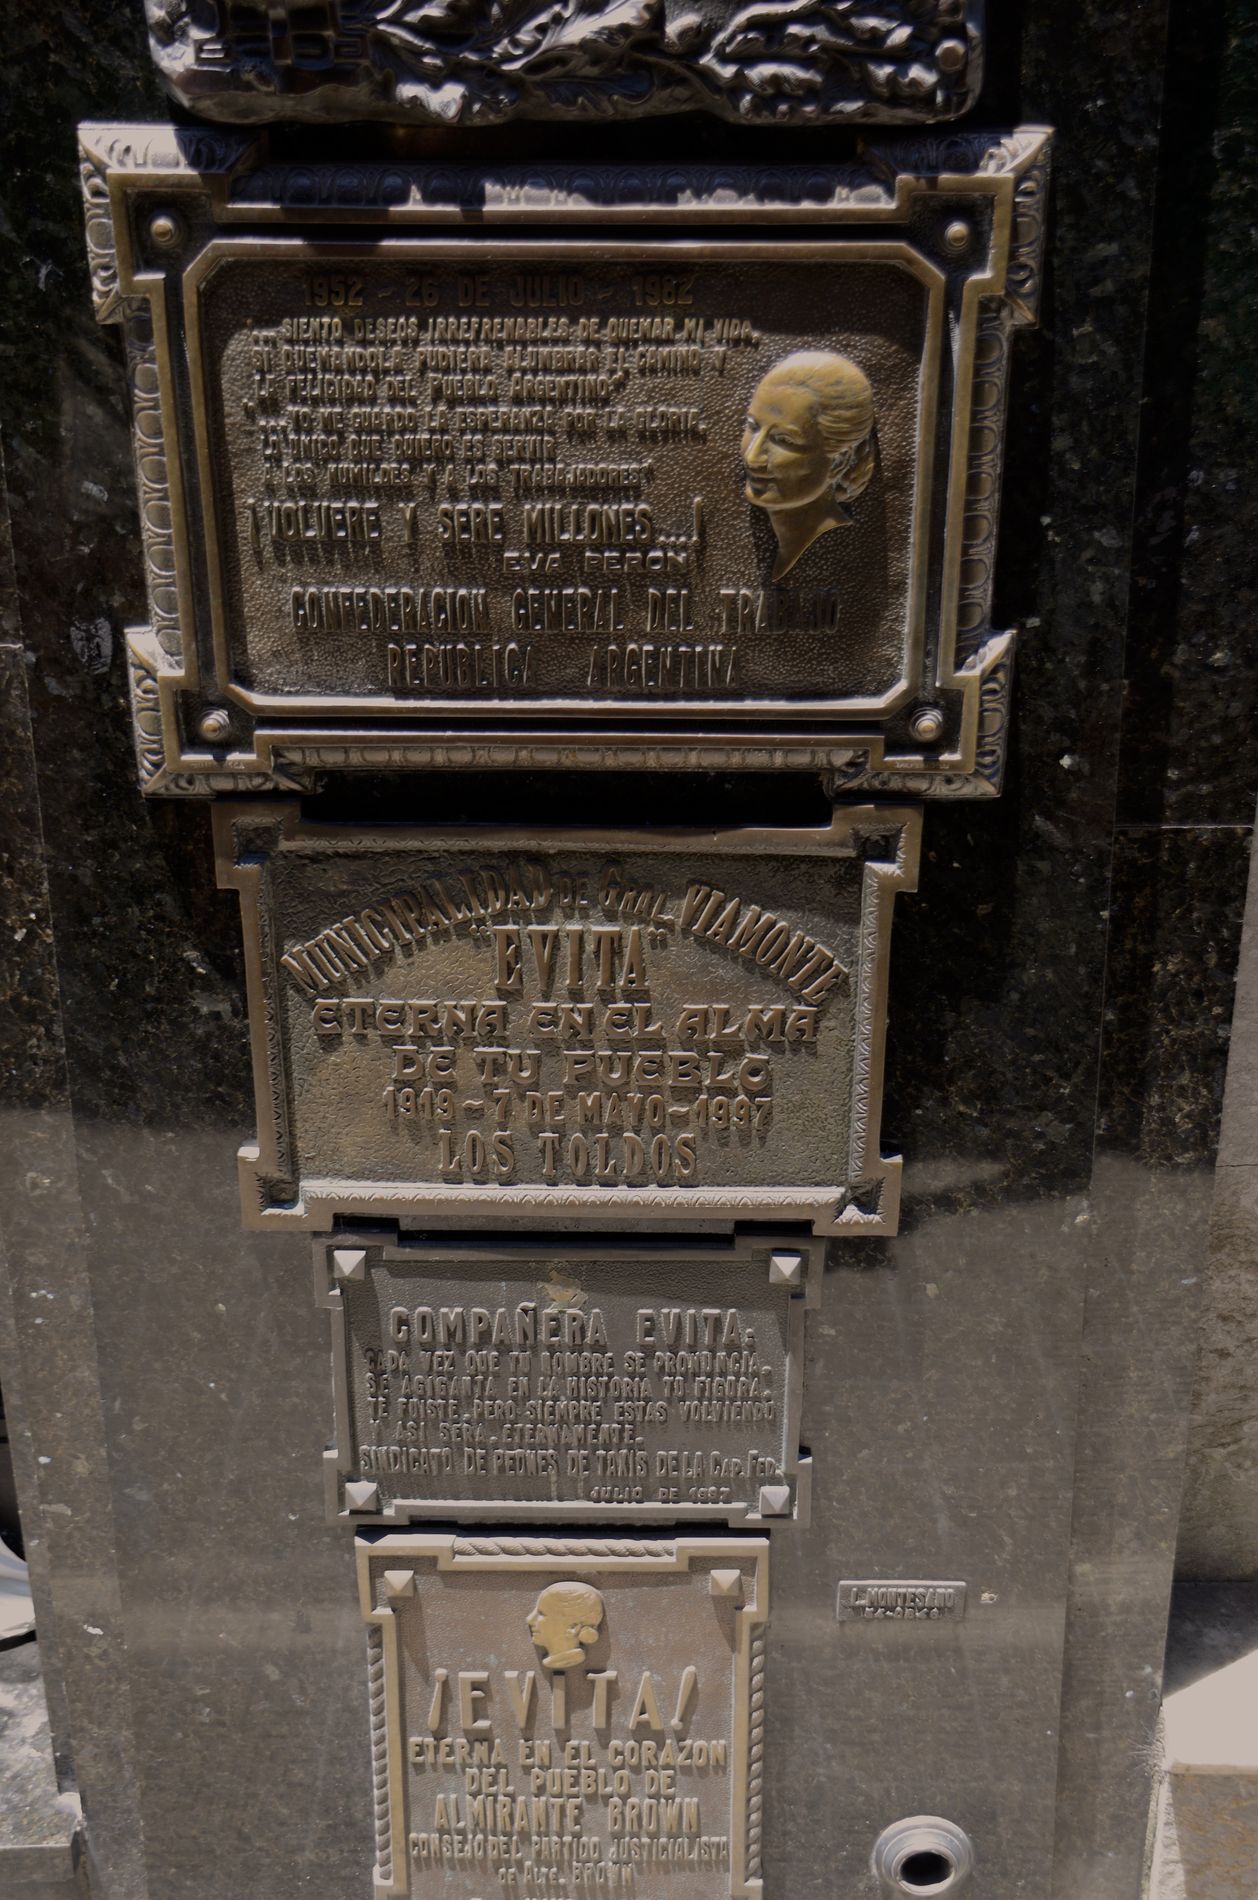 1952 - 26 DE JULIO - 1982
"...SIENTO DESEOS IRREFRENABLES DE QUEMAR MI VIDA,
SI QUEMANDOLA PUDIERA ALUMBRAR EL CAMINO Y
LA FELICIDAD DEL PUEBLO ARGENTINO"
"...YO ME GUARDO LA ESPERANZA POR LA GLORIA.
LO UNICO QUE QUIERO ES SERVIR
A LOS HUMILDES Y A LOS TRABAJADORES"
¡VOLVERE Y SERE MILLONES....!
EVA PERON
CONFEDERACION GENERAL DEL TRABAJO
REPUBLICA ARGENTINA
MUNICIPALIDAD DE GRAL. VIAMONTE
"EVITA"
ETERNA EN EL ALMA
DE TU PUEBLO
1919 - 7 DE MAYO - 1997
LOS TOLDOS
COMPAÑERA EVITA:
CADA VEZ QUE TU NOMBRE SE PRONUNCIA,
SE AGIGANTA EN LA HISTORIA TU FIGURA.
TE FUISTE, PERO SIEMPRE ESTAS VOLVIENDO
Y ASI SERA, ETERNAMENTE.
SINDICATO DE PEONES DE TAXIS DE LA CAP. FED.
JULIO DE 1997
L. MONTESANO
¡EVITA!
ETERNA EN EL CORAZON
DEL PUEBLO DE
ALMIRANTE BROWN
CONSEJO DEL PARTIDO JUSTICIALISTA
DE ALTE. BROWN